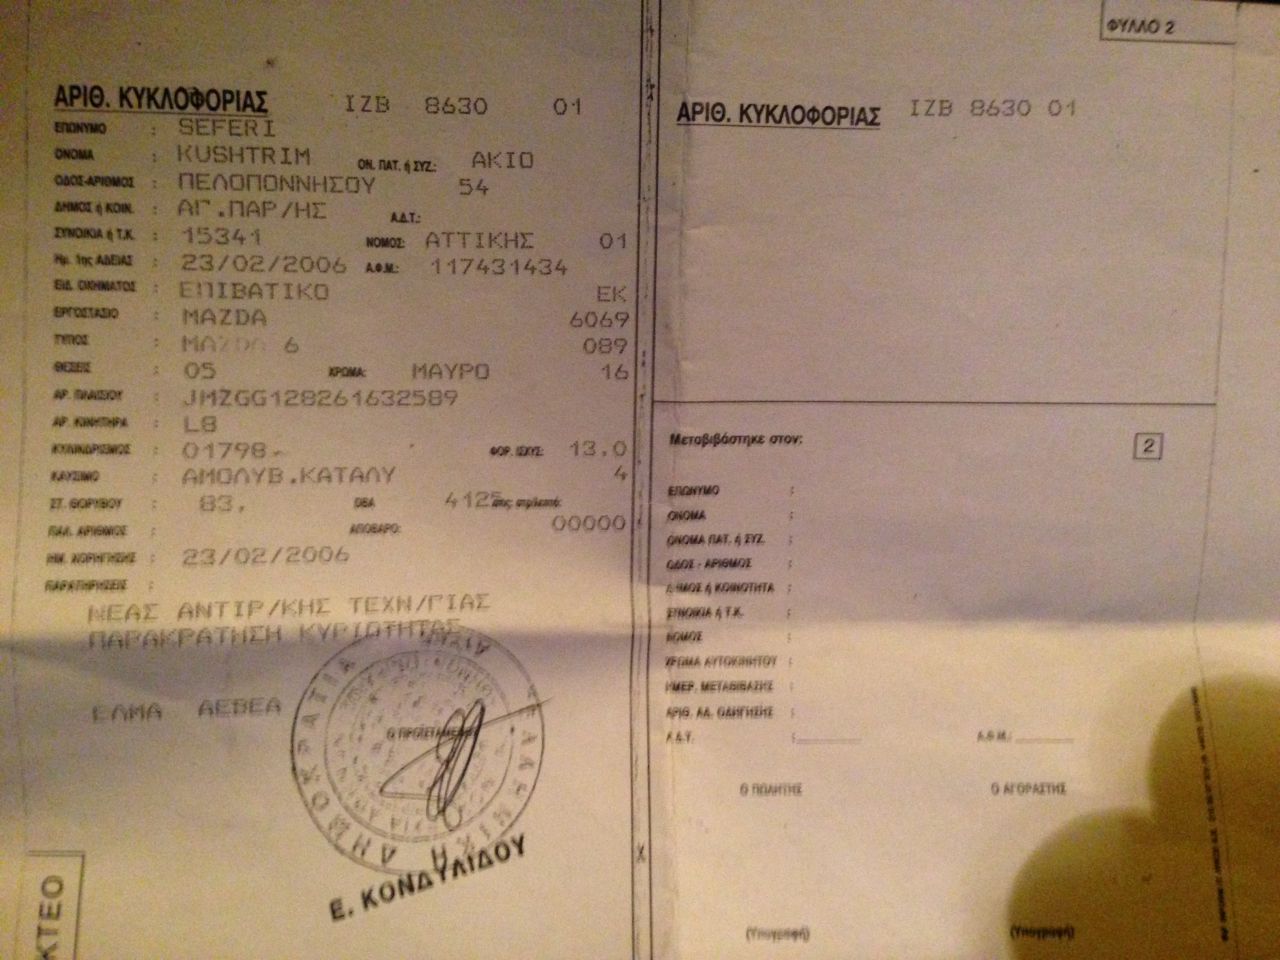 ΦΥΛΛΟ 2
ΑΡΙΘ. ΚΥΚΛΟΦΟΡΙΑΣ IZB 8630 01
ΕΠΩΝΥΜΟ : SEFERI
ΟΝΟΜΑ : KUSHTRIM ΟΝ. ΠΑΤ. ή ΣΥΖ.: ΑΚΙΟ
ΟΔΟΣ-ΑΡΙΘΜΟΣ : ΠΕΛΟΠΟΝΝΗΣΟΥ 54
ΔΗΜΟΣ ή ΚΟΙΝ. : ΑΓ.ΠΑΡ/ΗΣ Α.Δ.Τ.:
ΣΥΝΟΙΚΙΑ ή Τ.Κ. : 15341 ΝΟΜΟΣ: ΑΤΤΙΚΗΣ 01
Ημ. 1ης ΑΔΕΙΑΣ : 23/02/2006 Α.Φ.Μ.: 117431434
ΕΙΔ. ΟΧΗΜΑΤΟΣ : ΕΠΙΒΑΤΙΚΟ ΕΚ
ΕΡΓΟΣΤΑΣΙΟ : MAZDA 6069
ΤΥΠΟΣ : MAZDA 6 089
ΘΕΣΕΙΣ : 05 ΧΡΩΜΑ: ΜΑΥΡΟ 16
ΑΡ. ΠΛΑΙΣΙΟΥ : JMZGG128261632589
ΑΡ. ΚΙΝΗΤΗΡΑ : L8
ΚΥΛΙΝΔΡΙΣΜΟΣ : 01798- ΦΟΡ. ΙΣΧΥΣ: 13.0
ΚΑΥΣΙΜΟ : ΑΜΟΛΥΒ.ΚΑΤΑΛΥ 4
ΣΤ. ΘΟΡΥΒΟΥ : 83, DBA 4125
ΠΑΛ. ΑΡΙΘΜΟΣ : ΑΠΟΒΑΡΟ: 00000
ΗΜ. ΧΟΡΗΓΗΣΗΣ : 23/02/2006
ΠΑΡΑΤΗΡΗΣΕΙΣ :
ΝΕΑΣ ΑΝΤΙΡ/ΚΗΣ ΤΕΧΝ/ΓΙΑΣ
ΠΑΡΑΚΡΑΤΗΣΗ ΚΥΡΙΟΤΗΤΑΣ
ΕΛΜΑ ΑΕΒΕΑ
ΕΛΛΗΝΙΚΗ ΔΗΜΟΚΡΑΤΙΑ
Ο ΠΡΟΪΣΤΑΜΕΝΟΣ
Ε. ΚΟΝΔΥΛΙΔΟΥ
ΚΤΕΟ
ΑΡΙΘ. ΚΥΚΛΟΦΟΡΙΑΣ IZB 8630 01
Μεταβιβάστηκε στον: 2
ΕΠΩΝΥΜΟ :
ΟΝΟΜΑ :
ΟΝΟΜΑ ΠΑΤ. ή ΣΥΖ. :
ΟΔΟΣ - ΑΡΙΘΜΟΣ :
ΔΗΜΟΣ ή ΚΟΙΝΟΤΗΤΑ :
ΣΥΝΟΙΚΙΑ ή Τ.Κ. :
ΝΟΜΟΣ :
ΧΡΩΜΑ ΑΥΤΟΚΙΝΗΤΟΥ :
ΗΜΕΡ. ΜΕΤΑΒΙΒΑΣΗΣ :
ΑΡΙΘ. ΑΔ. ΟΔΗΓΗΣΗΣ :
Α.Δ.Τ. : Α.Φ.Μ.:
Ο ΠΩΛΗΤΗΣ Ο ΑΓΟΡΑΣΤΗΣ
(Υπογραφή) (Υπογραφή)